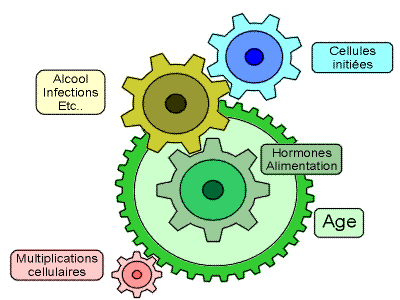 Cellules
initiées
Alcool
Infections
Etc..
Hormones
Alimentation
Age
Multiplications
cellulaires